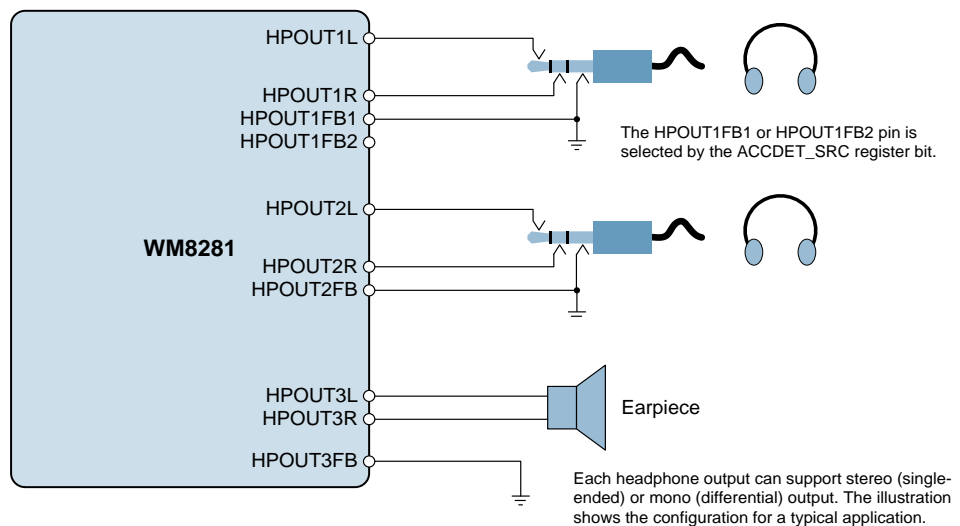 HPOUT1L
HPOUT1R
HPOUT1FB1
HPOUT1FB2
The HPOUT1FB1 or HPOUT1FB2 pin is
selected by the ACCDET_SRC register bit.
HPOUT2L
WM8281
HPOUT2R
HPOUT2FB
HPOUT3L
HPOUT3R
Earpiece
HPOUT3FB
Each headphone output can support stereo (single-
ended) or mono (differential) output. The illustration
shows the configuration for a typical application.